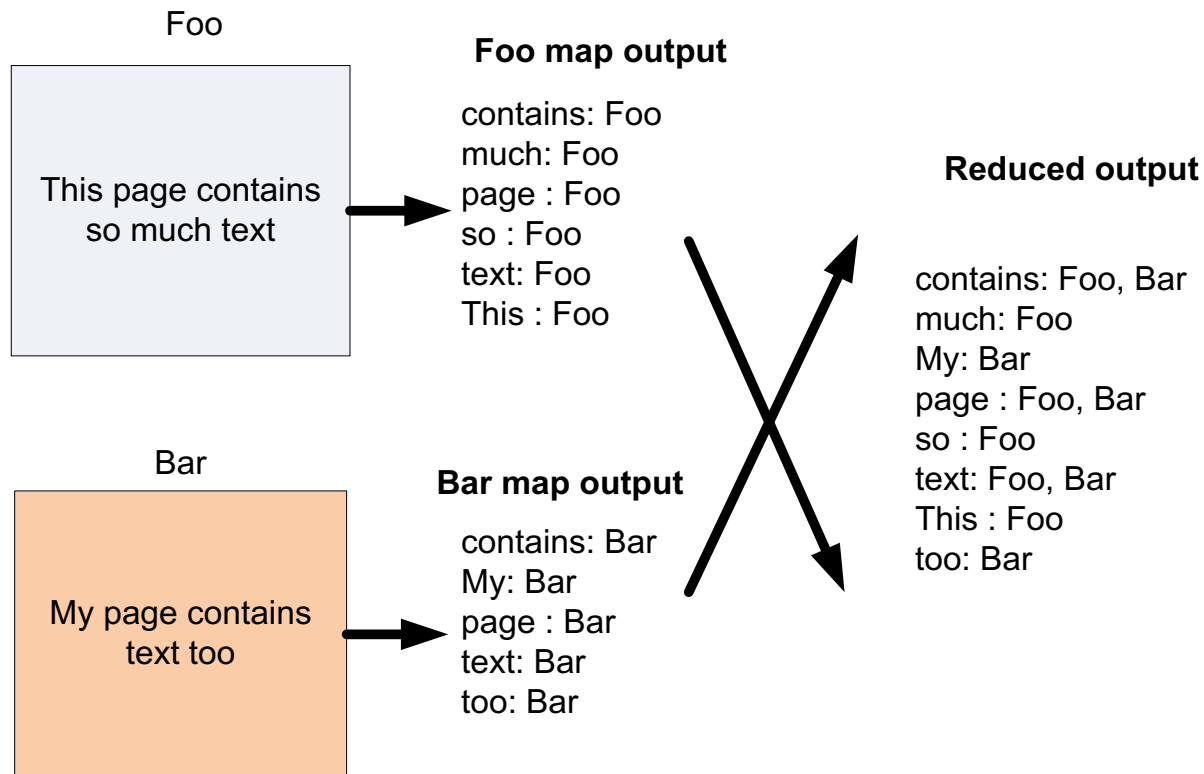 Foo
This page contains
so much text
Foo map output
contains: Foo
much: Foo
page : Foo
so : Foo
text: Foo
This : Foo
Bar
My page contains
text too
Bar map output
contains: Bar
My: Bar
page : Bar
text: Bar
too: Bar
Reduced output
contains: Foo, Bar
much: Foo
My: Bar
page : Foo, Bar
so : Foo
text: Foo, Bar
This : Foo
too: Bar